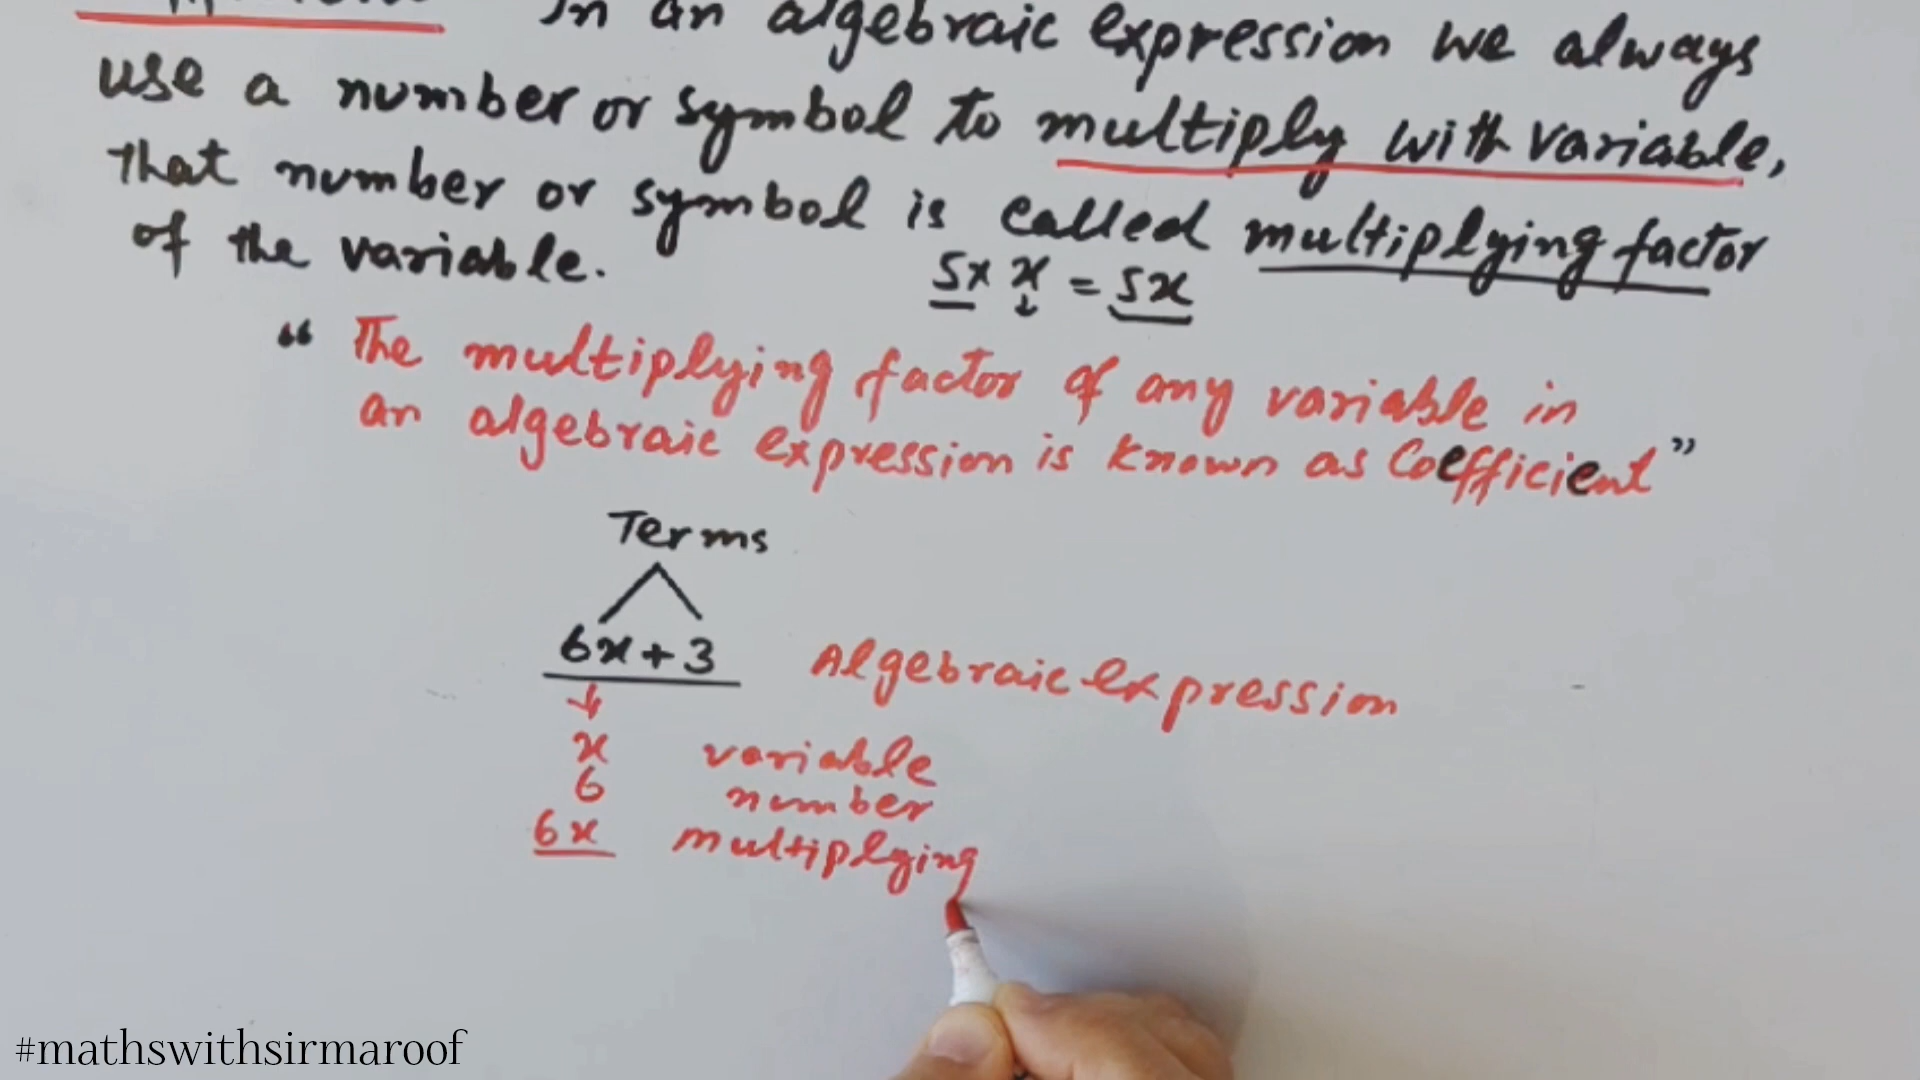 In an algebraic expression we always
use a number or symbol to multiply with variable,
that number or symbol is called multiplying factor
of the variable.
5 x x = 5x
“ The multiplying factor of any variable in
an algebraic expression is known as Coefficient ”
Terms
6x + 3 Algebraic expression
x variable
6 number
6x multiplying
#mathswithsirmaroof